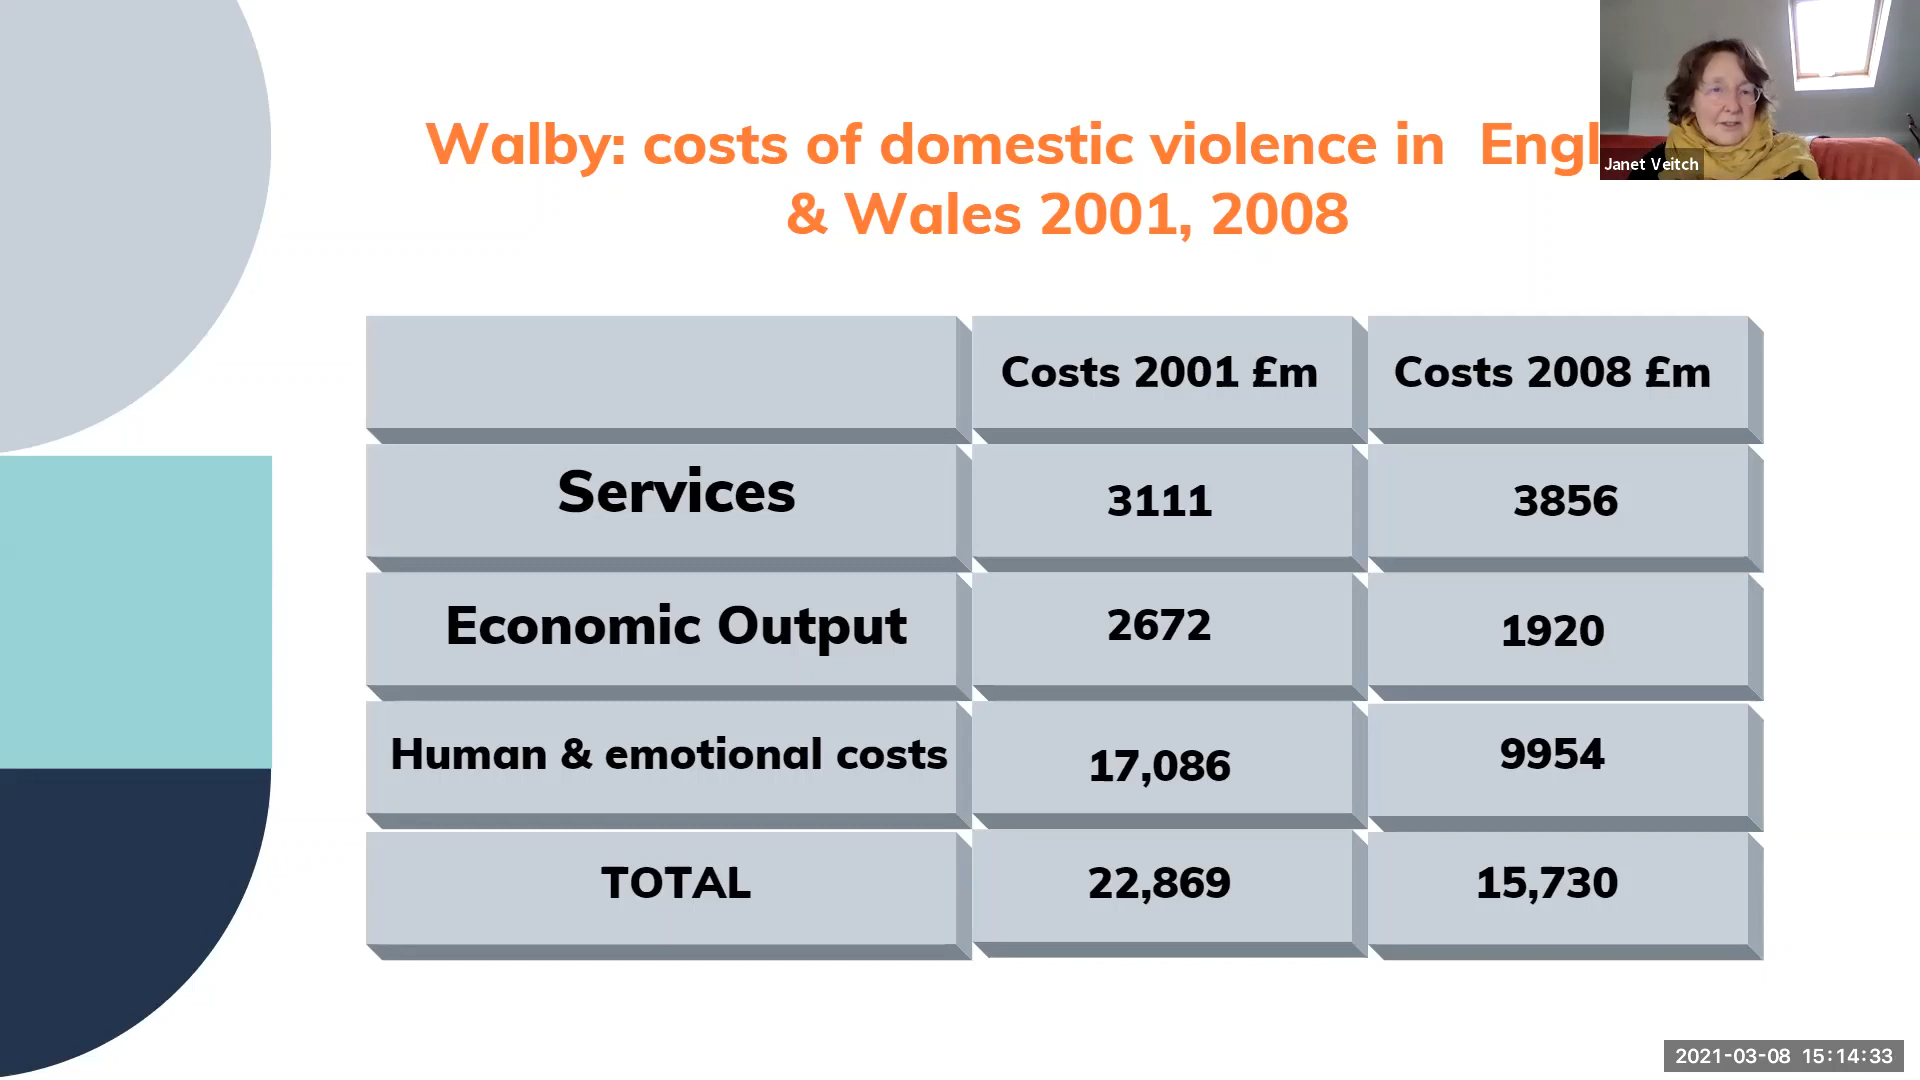 Walby: costs of domestic violence in Engl
& Wales 2001, 2008
Janet Veitch
Costs 2001 £m Costs 2008 £m
Services 3111 3856
Economic Output 2672 1920
Human & emotional costs 17,086 9954
TOTAL 22,869 15,730
2021-03-08 15:14:33